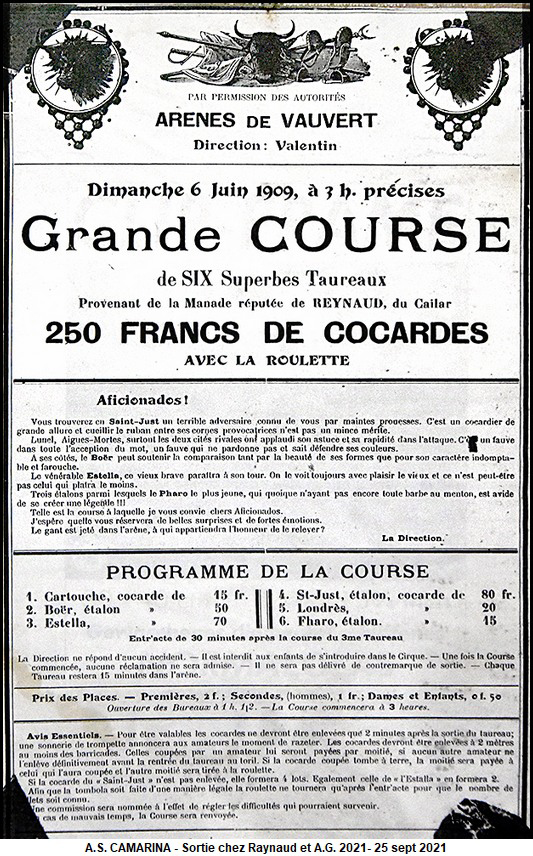 PAR PERMISSION DES AUTORITÉS
ARENES DE VAUVERT
Direction: Valentin
Dimanche 6 Juin 1909, à 3 h. précises
Grande COURSE
de SIX Superbes Taureaux
Provenant de la Manade réputée de REYNAUD, du Cailar
250 FRANCS DE COCARDES
AVEC LA ROULETTE
Aficionados!
Vous trouverez en Saint-Just un terrible adversaire connu de vous par maintes prouesses. C'est un cocardier de
grande allure et cueillir le ruban entre ses cornes provocatrices n'est pas un mince mérite.
Lunel, Aigues-Mortes, surtout les deux cités rivales ont applaudi son astuce et sa rapidité dans l'attaque. C' un fauve
dans toute l'acception du mot, un fauve qui ne pardonne pas et sait défendre ses couleurs.
A ses côtés, le Boër peut soutenir la comparaison tant par la beauté de ses formes que pour son caractère indompta-
ble et farouche.
Le vénérable Estella, ce vieux brave paraîtra à son tour. On le voit toujours avec plaisir le vieux et ce n'est peut-être
pas celui qui plaira le moins.
Trois étalons parmi lesquels le Pharo le plus jeune, qui quoique n'ayant pas encore toute barbe au menton, est avide
de se créer une légende !!!
Telle est la course à laquelle je vous convie chers Aficionados.
J'espère quelle vous réservera de belles surprises et de fortes émotions.
Le gant est jeté dans l'arène, à qui appartiendra l'honneur de le relever?
La Direction.
PROGRAMME DE LA COURSE
1. Cartouche, cocarde de 15 fr.
2. Boër, étalon » 50
3. Estella, » 70
4. St-Just, étalon, cocarde de 80 fr.
5. Londrès, » 20
6. Fharo, étalon. » 15
Entr'acte de 30 minutes après la course du 3me Taureau
La Direction ne répond d'aucun accident. — Il est interdit aux enfants de s'introduire dans le Cirque. — Une fois la Course
commencée, aucune réclamation ne sera admise. — Il ne sera pas délivré de contremarque de sortie. — Chaque
Taureau restera 15 minutes dans l'arène.
Prix des Places. — Premières, 2 f.; Secondes, (hommes), 1 fr.; Dames et Enfants, 0 f. 50
Ouverture des Bureaux à 1 h. 1/2. — La Course commencera à 3 heures.
Avis Essentiels. — Pour être valables les cocardes ne devront être enlevées que 2 minutes après la sortie du taureau;
une sonnerie de trompette annoncera aux amateurs le moment de razeter. Les cocardes devront être enlevées à 2 mètres
au moins des barricades. Celles coupées par un amateur lui seront payées par moitié, si aucun autre amateur ne
l'enlève définitivement avant la rentrée du taureau au toril. Si la cocarde coupée tombe à terre, la moitié sera payée à
celui qui l'aura coupée et l'autre moitié sera tirée à la roulette.
Si la cocarde du « Saint-Just » n'est pas enlevée, elle formera 4 lots. Egalement celle de « l'Estalla » en formera 2.
Afin que la tombola soit faite d'une manière légale la roulette ne tournera qu'après l'entr'acte pour que le nombre de
lets soit connu.
ne commission sera nommée à l'effet de régler les difficultés qui pourraient survenir.
cas de mauvais temps, la Course sera renvoyée.
A.S. CAMARINA - Sortie chez Raynaud et A.G. 2021- 25 sept 2021